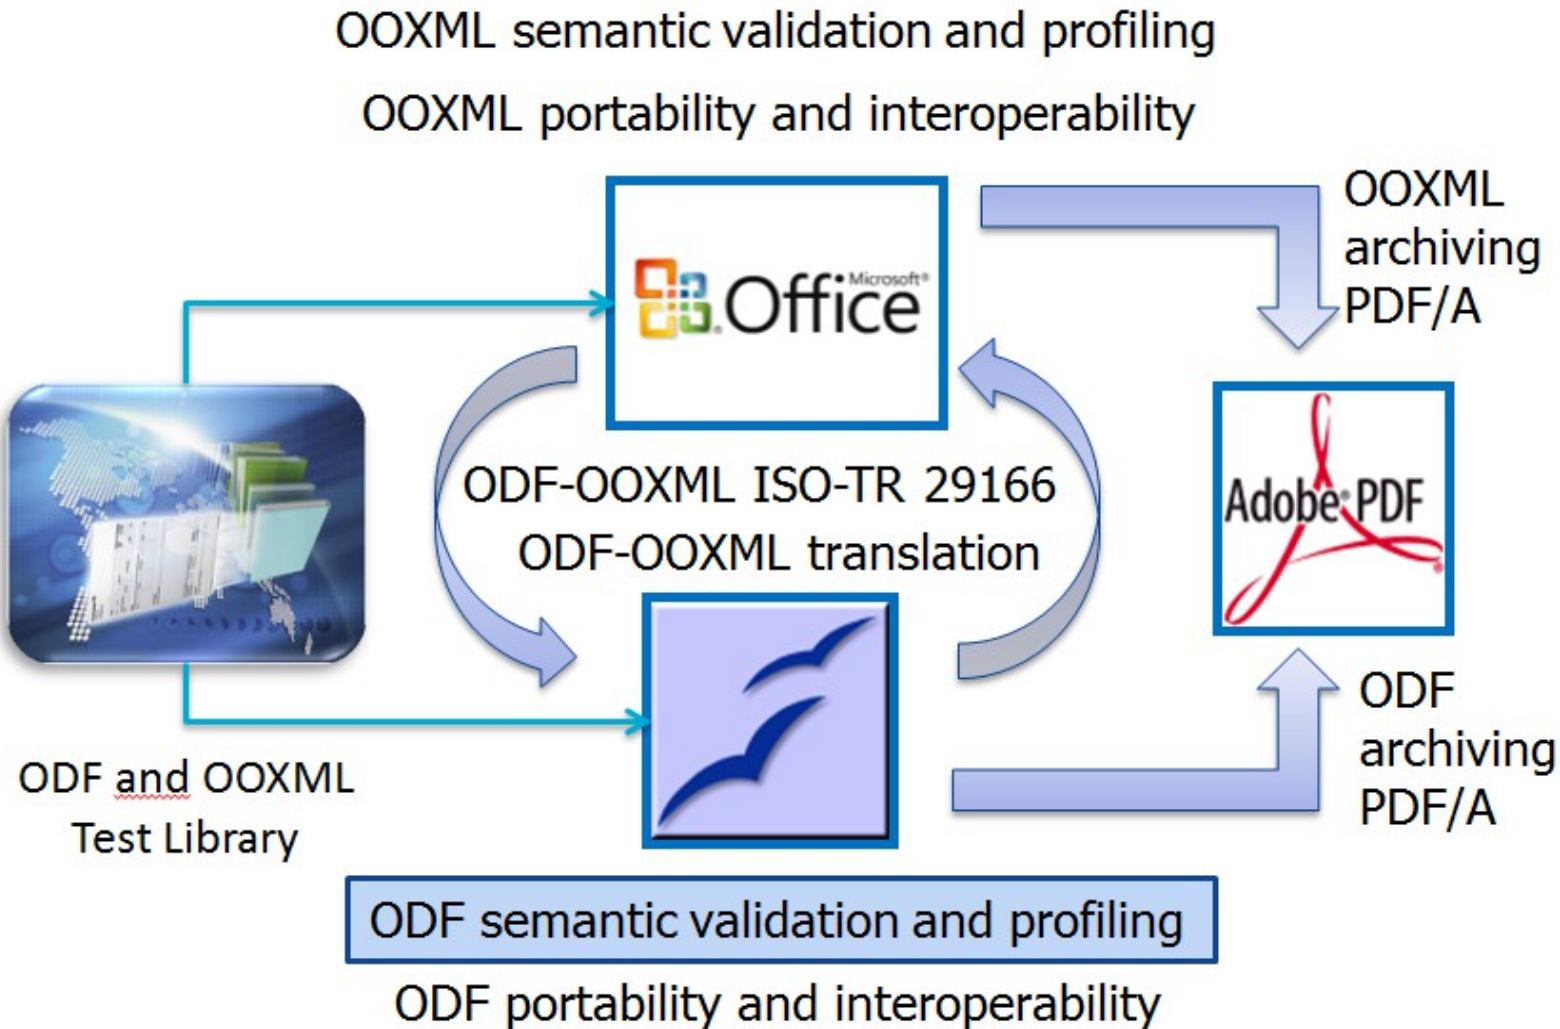 OOXML semantic validation and profiling
OOXML portability and interoperability
OOXML
archiving
PDF/A
Microsoft®
Office
ODF-OOXML ISO-TR 29166
ODF-OOXML translation
Adobe® PDF
ODF and OOXML
Test Library
ODF
archiving
PDF/A
ODF semantic validation and profiling
ODF portability and interoperability